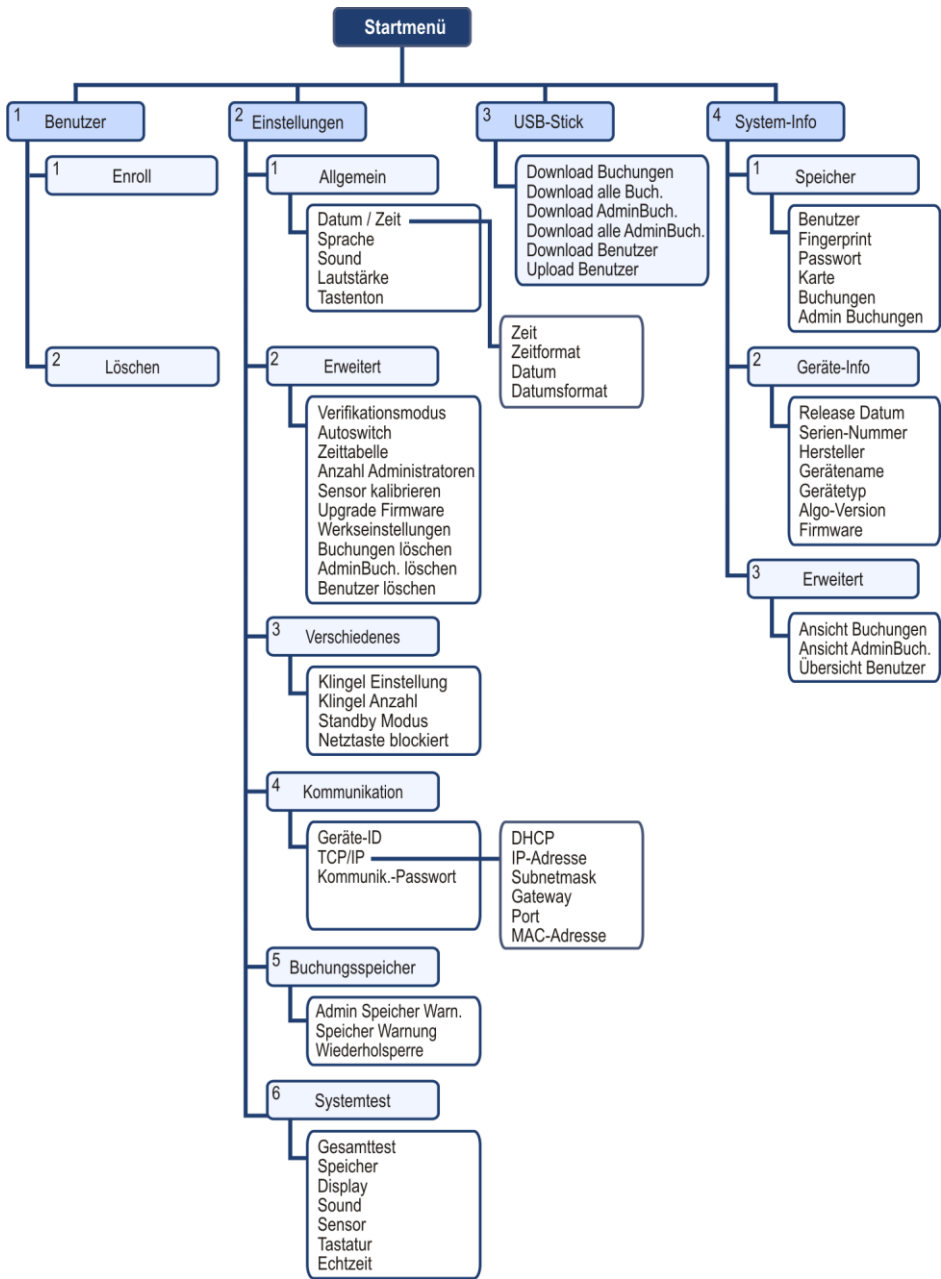 Startmenü
1
Benutzer
1
Enroll
2
Löschen
2
Einstellungen
1
Allgemein
Datum / Zeit
Sprache
Sound
Lautstärke
Tastenton
Zeit
Zeitformat
Datum
Datumsformat
2
Erweitert
Verifikationsmodus
Autoswitch
Zeittabelle
Anzahl Administratoren
Sensor kalibrieren
Upgrade Firmware
Werkseinstellungen
Buchungen löschen
AdminBuch. löschen
Benutzer löschen
3
Verschiedenes
Klingel Einstellung
Klingel Anzahl
Standby Modus
Netztaste blockiert
4
Kommunikation
Geräte-ID
TCP/IP
Kommunik.-Passwort
DHCP
IP-Adresse
Subnetmask
Gateway
Port
MAC-Adresse
5
Buchungsspeicher
Admin Speicher Warn.
Speicher Warnung
Wiederholsperre
6
Systemtest
Gesamttest
Speicher
Display
Sound
Sensor
Tastatur
Echtzeit
3
USB-Stick
Download Buchungen
Download alle Buch.
Download AdminBuch.
Download alle AdminBuch.
Download Benutzer
Upload Benutzer
4
System-Info
1
Speicher
Benutzer
Fingerprint
Passwort
Karte
Buchungen
Admin Buchungen
2
Geräte-Info
Release Datum
Serien-Nummer
Hersteller
Gerätename
Gerätetyp
Algo-Version
Firmware
3
Erweitert
Ansicht Buchungen
Ansicht AdminBuch.
Übersicht Benutzer